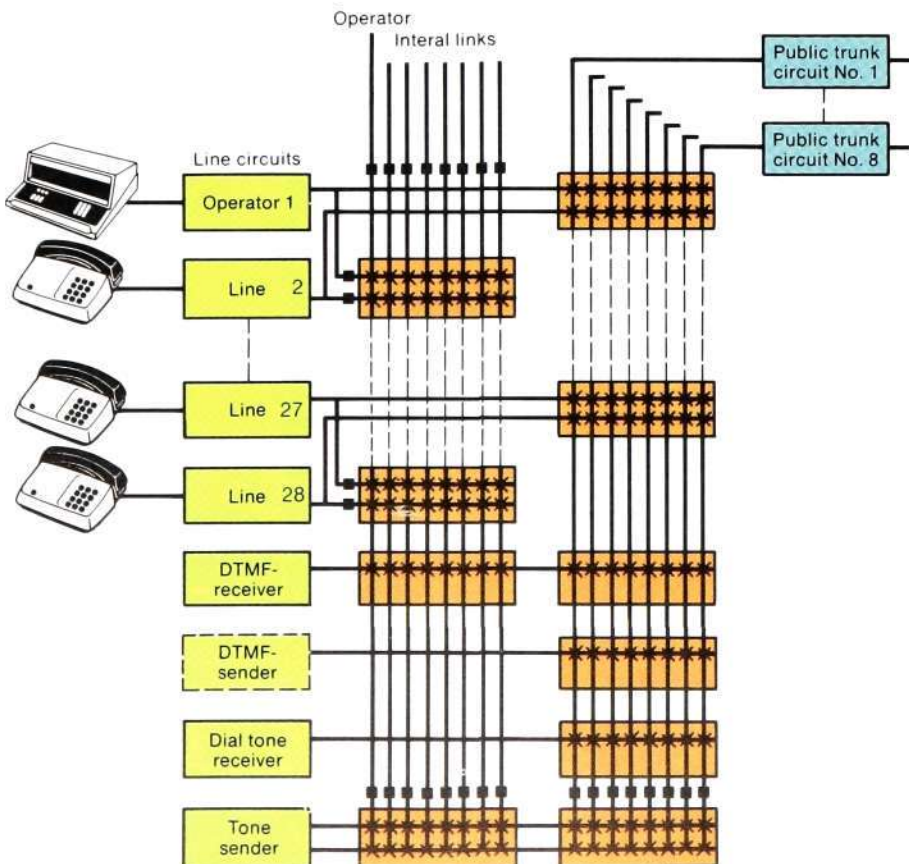 Operator
Interal links
Public trunk
circuit No. 1
Public trunk
circuit No. 8
Line circuits
Operator 1
Line 2
Line 27
Line 28
DTMF-
receiver
DTMF-
sender
Dial tone
receiver
Tone
sender